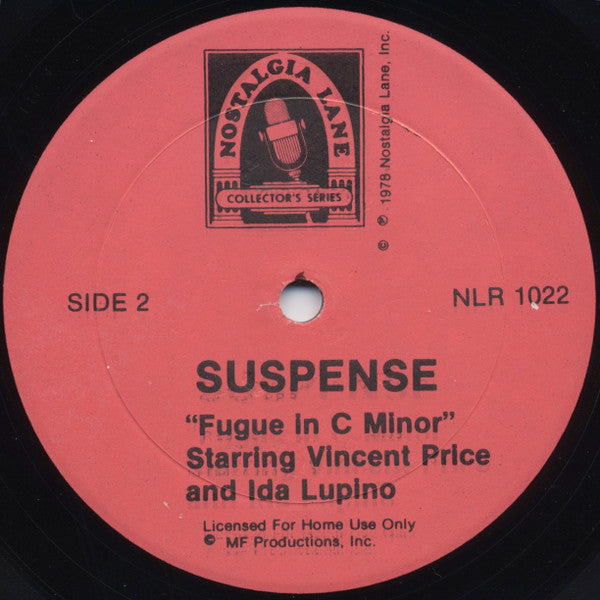 NOSTALGIA LANE
COLLECTOR'S SERIES
© ℗ 1978 Nostalgia Lane, Inc.
SIDE 2
NLR 1022
SUSPENSE
“Fugue in C Minor”
Starring Vincent Price
and Ida Lupino
Licensed For Home Use Only
© MF Productions, Inc.